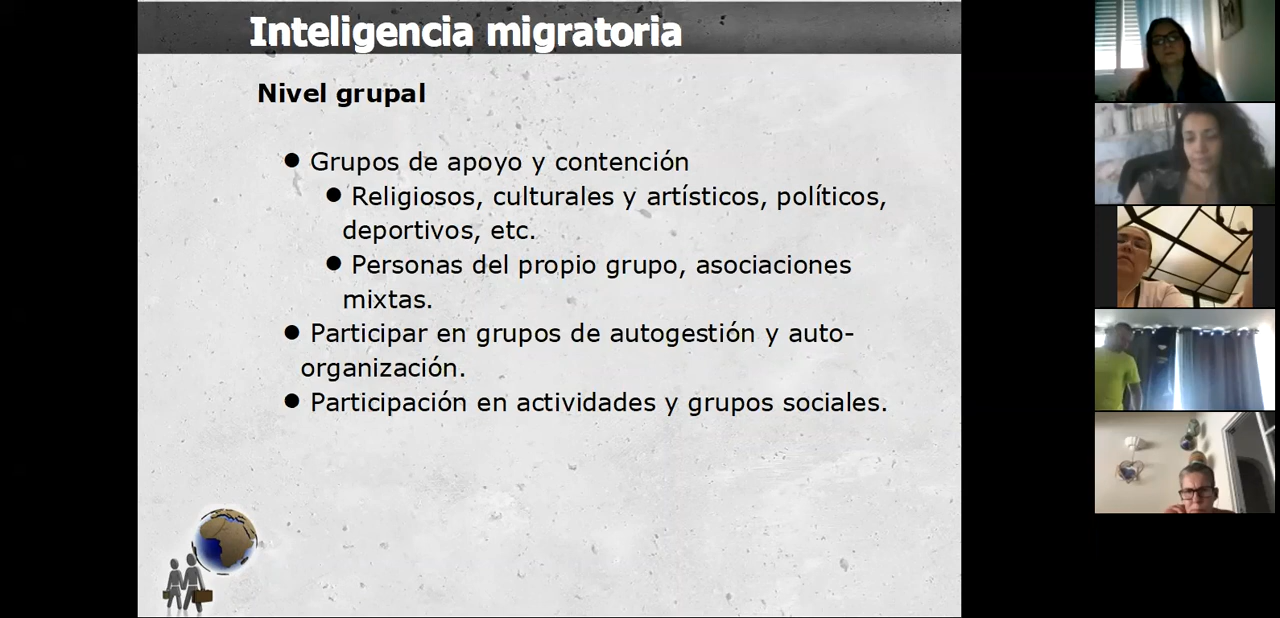 Inteligencia migratoria
Nivel grupal
● Grupos de apoyo y contención
● Religiosos, culturales y artísticos, políticos,
deportivos, etc.
● Personas del propio grupo, asociaciones
mixtas.
● Participar en grupos de autogestión y auto-
organización.
● Participación en actividades y grupos sociales.